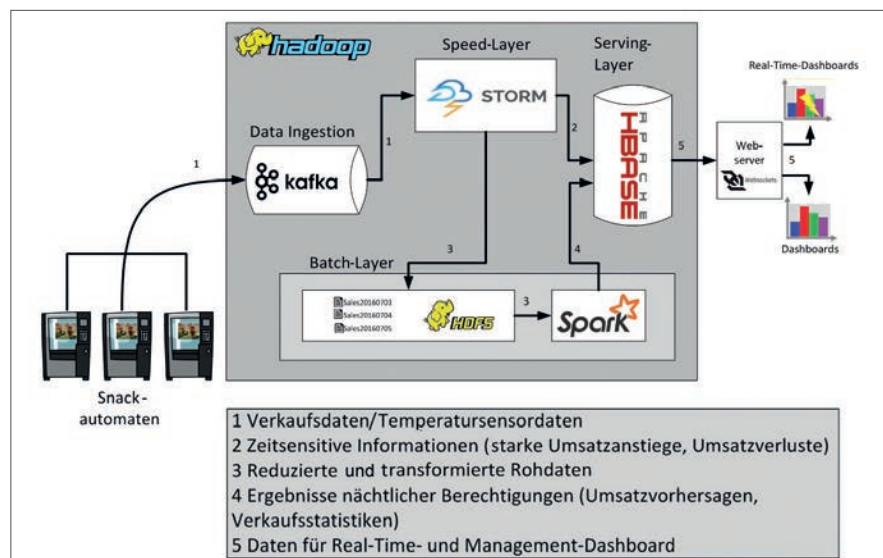 hadoop
Speed-Layer
Serving-
Layer
Real-Time-Dashboards
STORM
Data Ingestion
1
2
5
1
kafka
APACHE
HBASE
Web-
server
5
Websockets
3
4
Dashboards
Batch-Layer
Sales20160703
Sales20160704
Sales20160705
HDFS
3
Spark
Snack-
automaten
1 Verkaufsdaten/Temperatursensordaten
2 Zeitsensitive Informationen (starke Umsatzanstiege, Umsatzverluste)
3 Reduzierte und transformierte Rohdaten
4 Ergebnisse nächtlicher Berechtigungen (Umsatzvorhersagen,
Verkaufsstatistiken)
5 Daten für Real-Time- und Management-Dashboard